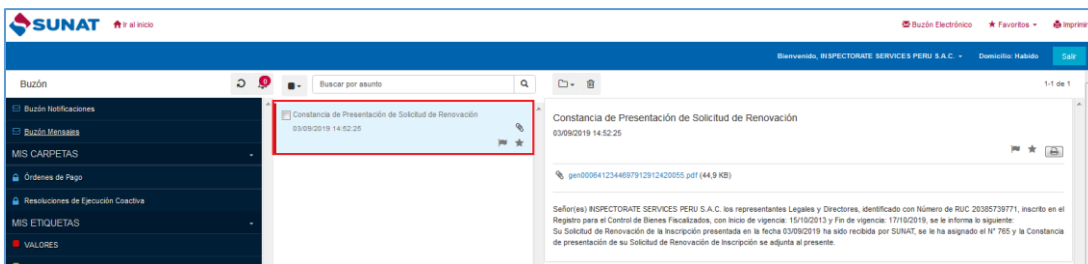 SUNAT Ir al inicio
Buzón Electrónico Favoritos Imprimir
Bienvenido, INSPECTORATE SERVICES PERU S.A.C. Domicilio: Habido Salir
Buzón
0
Buscar por asunto
1-1 de 1
Buzón Notificaciones
Buzón Mensajes
MIS CARPETAS
Órdenes de Pago
Resoluciones de Ejecución Coactiva
MIS ETIQUETAS
VALORES
Constancia de Presentación de Solicitud de Renovación
03/09/2019 14:52:25
Constancia de Presentación de Solicitud de Renovación
03/09/2019 14:52:25
gen0006412344697912912420055.pdf (44,9 KB)
Señor(es) INSPECTORATE SERVICES PERU S.A.C. los representantes Legales y Directores, identificado con Número de RUC 20385739771, inscrito en el
Registro para el Control de Bienes Fiscalizados, con Inicio de vigencia: 15/10/2013 y Fin de vigencia: 17/10/2019, se le informa lo siguiente:
Su Solicitud de Renovación de la Inscripción presentada en la fecha 03/09/2019 ha sido recibida por SUNAT, se le ha asignado el N° 765 y la Constancia
de presentación de su Solicitud de Renovación de Inscripción se adjunta al presente.